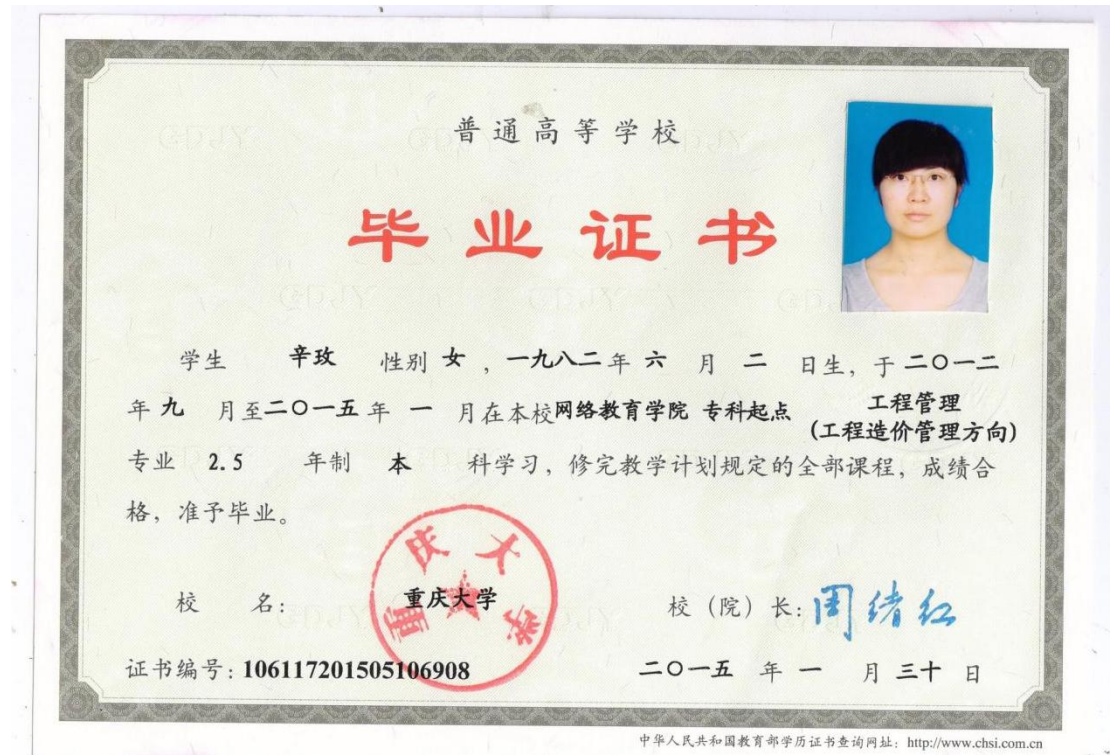 普通高等学校
毕业证书
学生 辛玫 性别 女 ，一九八二年 六 月 二 日生，于 二〇一二
年 九 月至二〇一五年 一 月在本校网络教育学院 专科起点 工程管理
(工程造价管理方向)
专业 2.5 年制 本 科学习，修完教学计划规定的全部课程，成绩合
格，准予毕业。
重庆大学
校 名： 重庆大学 校（院）长：周绪红
证书编号：106117201505106908 二〇一五 年 一 月 三十 日
中华人民共和国教育部学历证书查询网址：http://www.chsi.com.cn